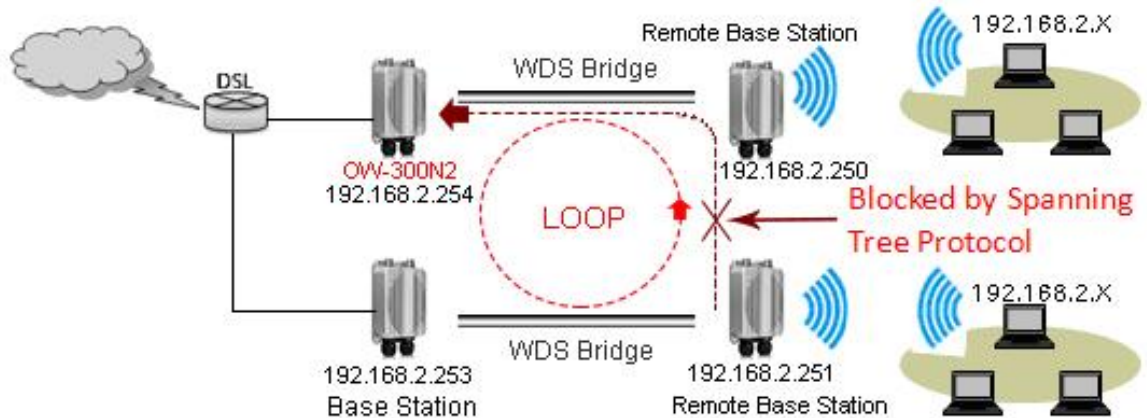 Remote Base Station
192.168.2.X
WDS Bridge
DSL
OW-300N2
192.168.2.254
192.168.2.250
LOOP
Blocked by Spanning
Tree Protocol
192.168.2.X
WDS Bridge
192.168.2.253
Base Station
192.168.2.251
Remote Base Station